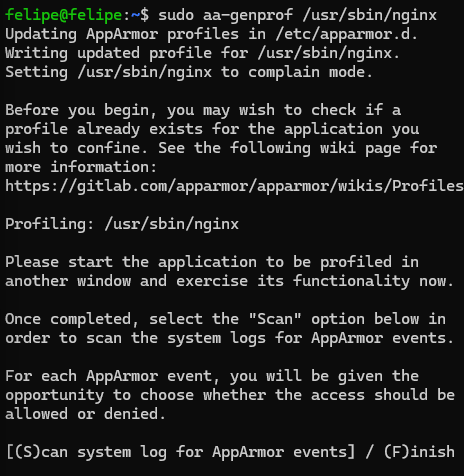 felipe@felipe:~$ sudo aa-genprof /usr/sbin/nginx
Updating AppArmor profiles in /etc/apparmor.d.
Writing updated profile for /usr/sbin/nginx.
Setting /usr/sbin/nginx to complain mode.
Before you begin, you may wish to check if a
profile already exists for the application you
wish to confine. See the following wiki page for
more information:
https://gitlab.com/apparmor/apparmor/wikis/Profiles
Profiling: /usr/sbin/nginx
Please start the application to be profiled in
another window and exercise its functionality now.
Once completed, select the "Scan" option below in
order to scan the system logs for AppArmor events.
For each AppArmor event, you will be given the
opportunity to choose whether the access should be
allowed or denied.
[(S)can system log for AppArmor events] / (F)inish